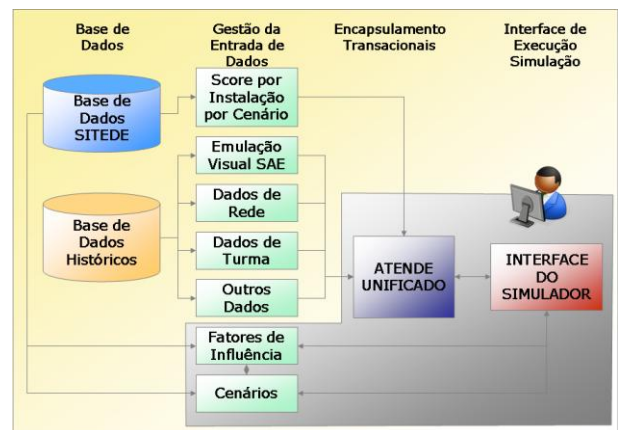 Base de
Dados
Gestão da
Entrada de
Dados
Encapsulamento
Transacionais
Interface de
Execução
Simulação
Base de
Dados
SITEDE
Score por
Instalação
por Cenário
Emulação
Visual SAE
Dados de
Rede
Base de
Dados
Históricos
Dados de
Turma
Outros
Dados
ATENDE
UNIFICADO
INTERFACE
DO
SIMULADOR
Fatores de
Influência
Cenários